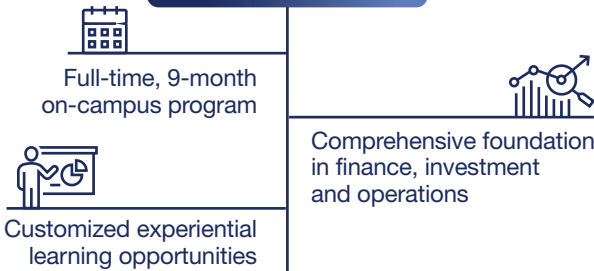 Full-time, 9-month
on-campus program
Comprehensive foundation
in finance, investment
and operations
Customized experiential
learning opportunities